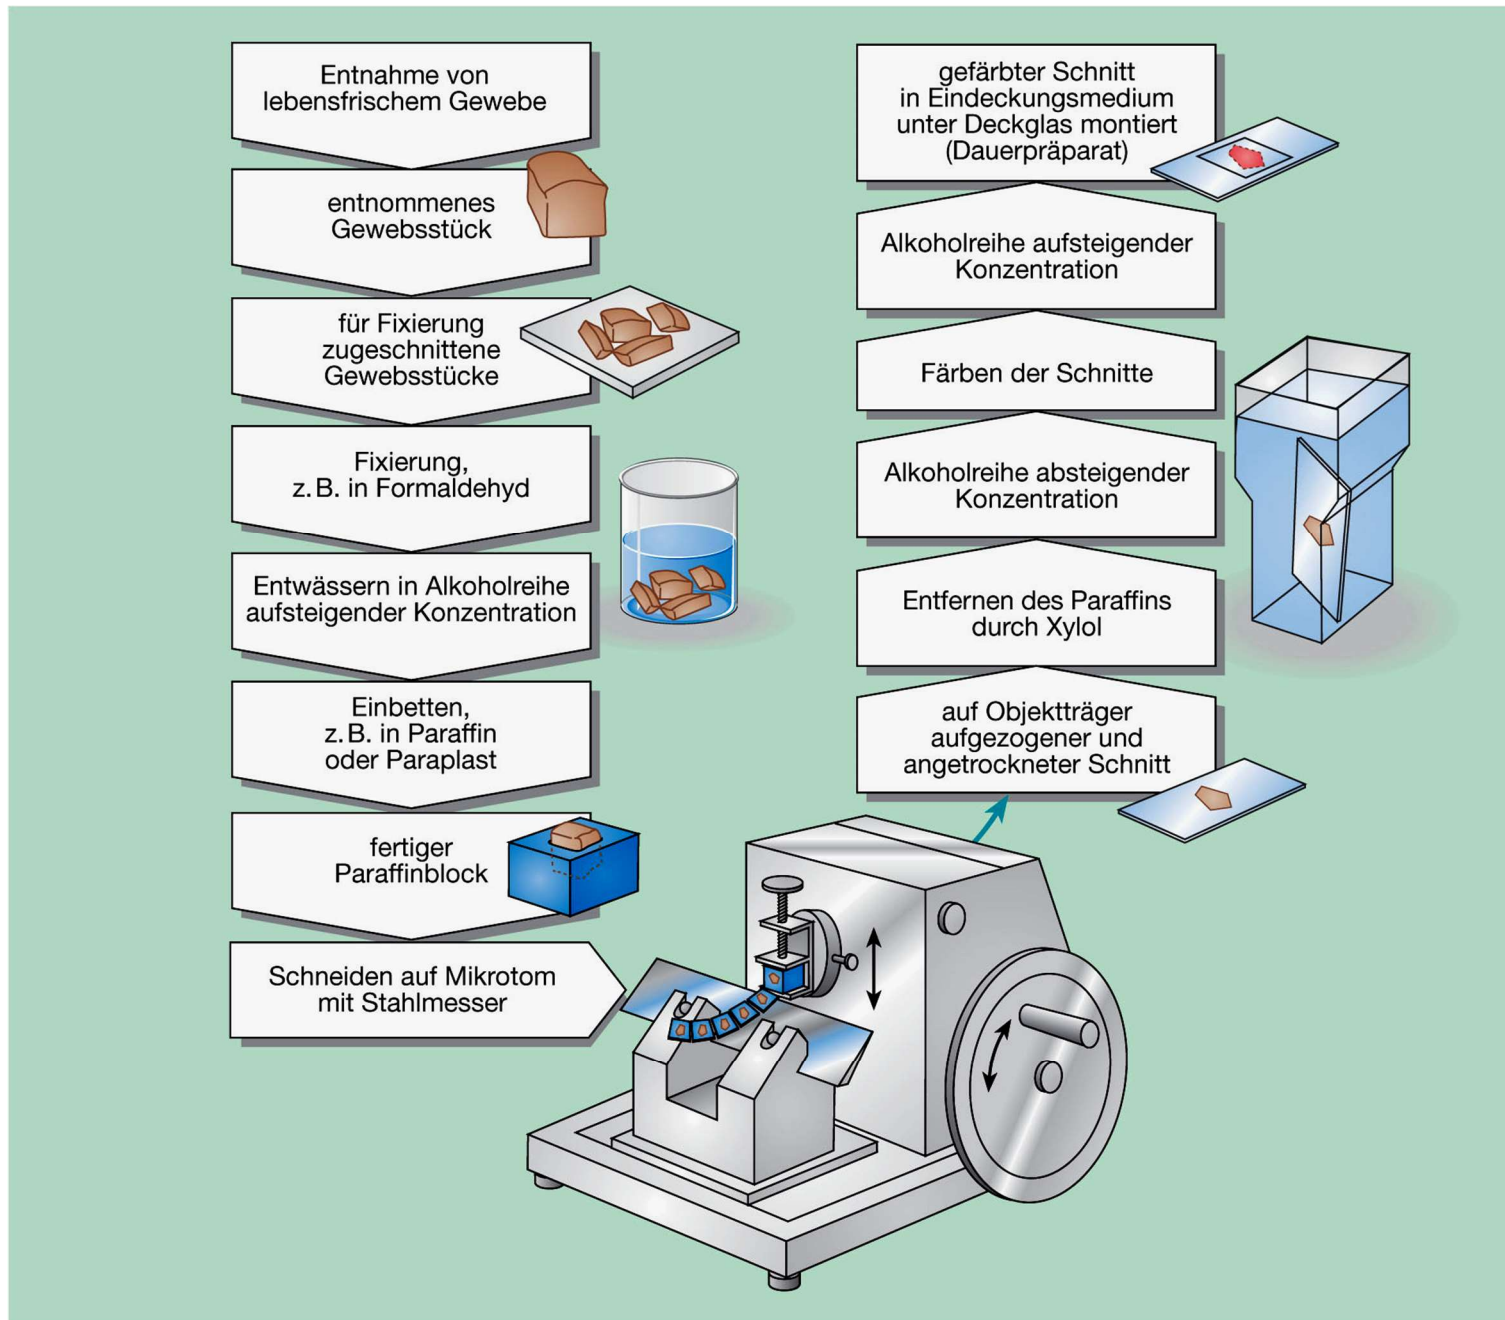 Entnahme von
lebensfrischem Gewebe
entnommenes
Gewebsstück
für Fixierung
zugeschnittene
Gewebsstücke
Fixierung,
z. B. in Formaldehyd
Entwässern in Alkoholreihe
aufsteigender Konzentration
Einbetten,
z. B. in Paraffin
oder Paraplast
fertiger
Paraffinblock
Schneiden auf Mikrotom
mit Stahlmesser
auf Objektträger
aufgezogener und
angetrockneter Schnitt
Entfernen des Paraffins
durch Xylol
Alkoholreihe absteigender
Konzentration
Färben der Schnitte
Alkoholreihe aufsteigender
Konzentration
gefärbter Schnitt
in Eindeckungsmedium
unter Deckglas montiert
(Dauerpräparat)